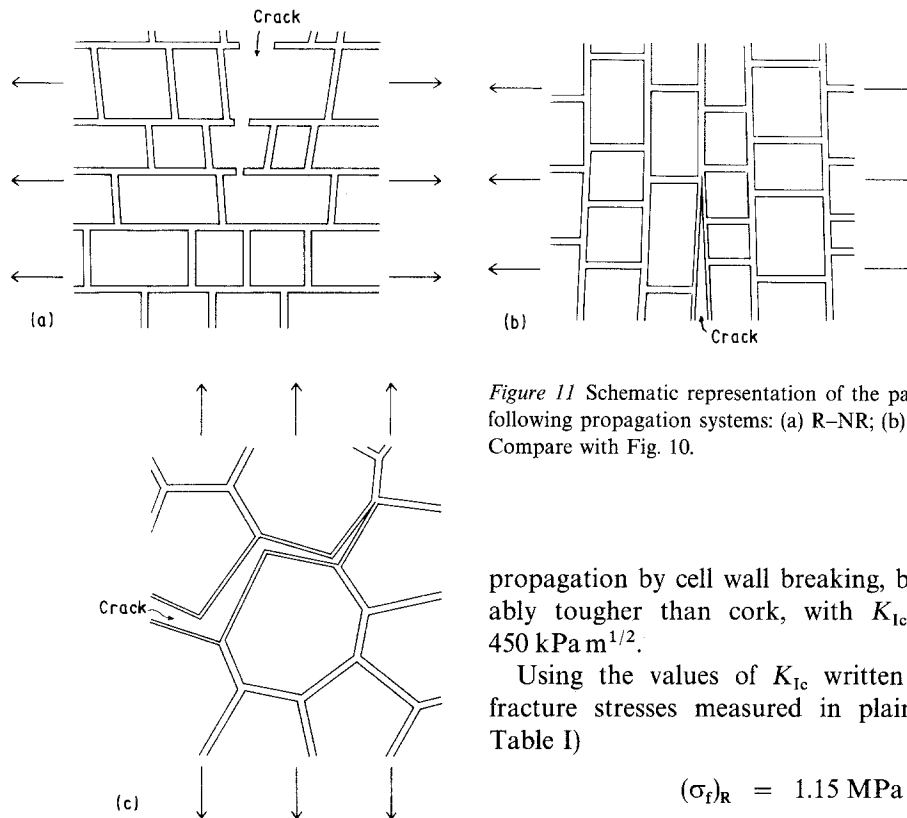 Crack
(a)
(b)
Crack
Figure 11 Schematic representation of the pa
following propagation systems: (a) R–NR; (b)
Compare with Fig. 10.
Crack
(c)
propagation by cell wall breaking, b
ably tougher than cork, with K_Ic
450 kPa m^1/2.
Using the values of K_Ic written
fracture stresses measured in plain
Table I)
(σ_f)_R = 1.15 MPa